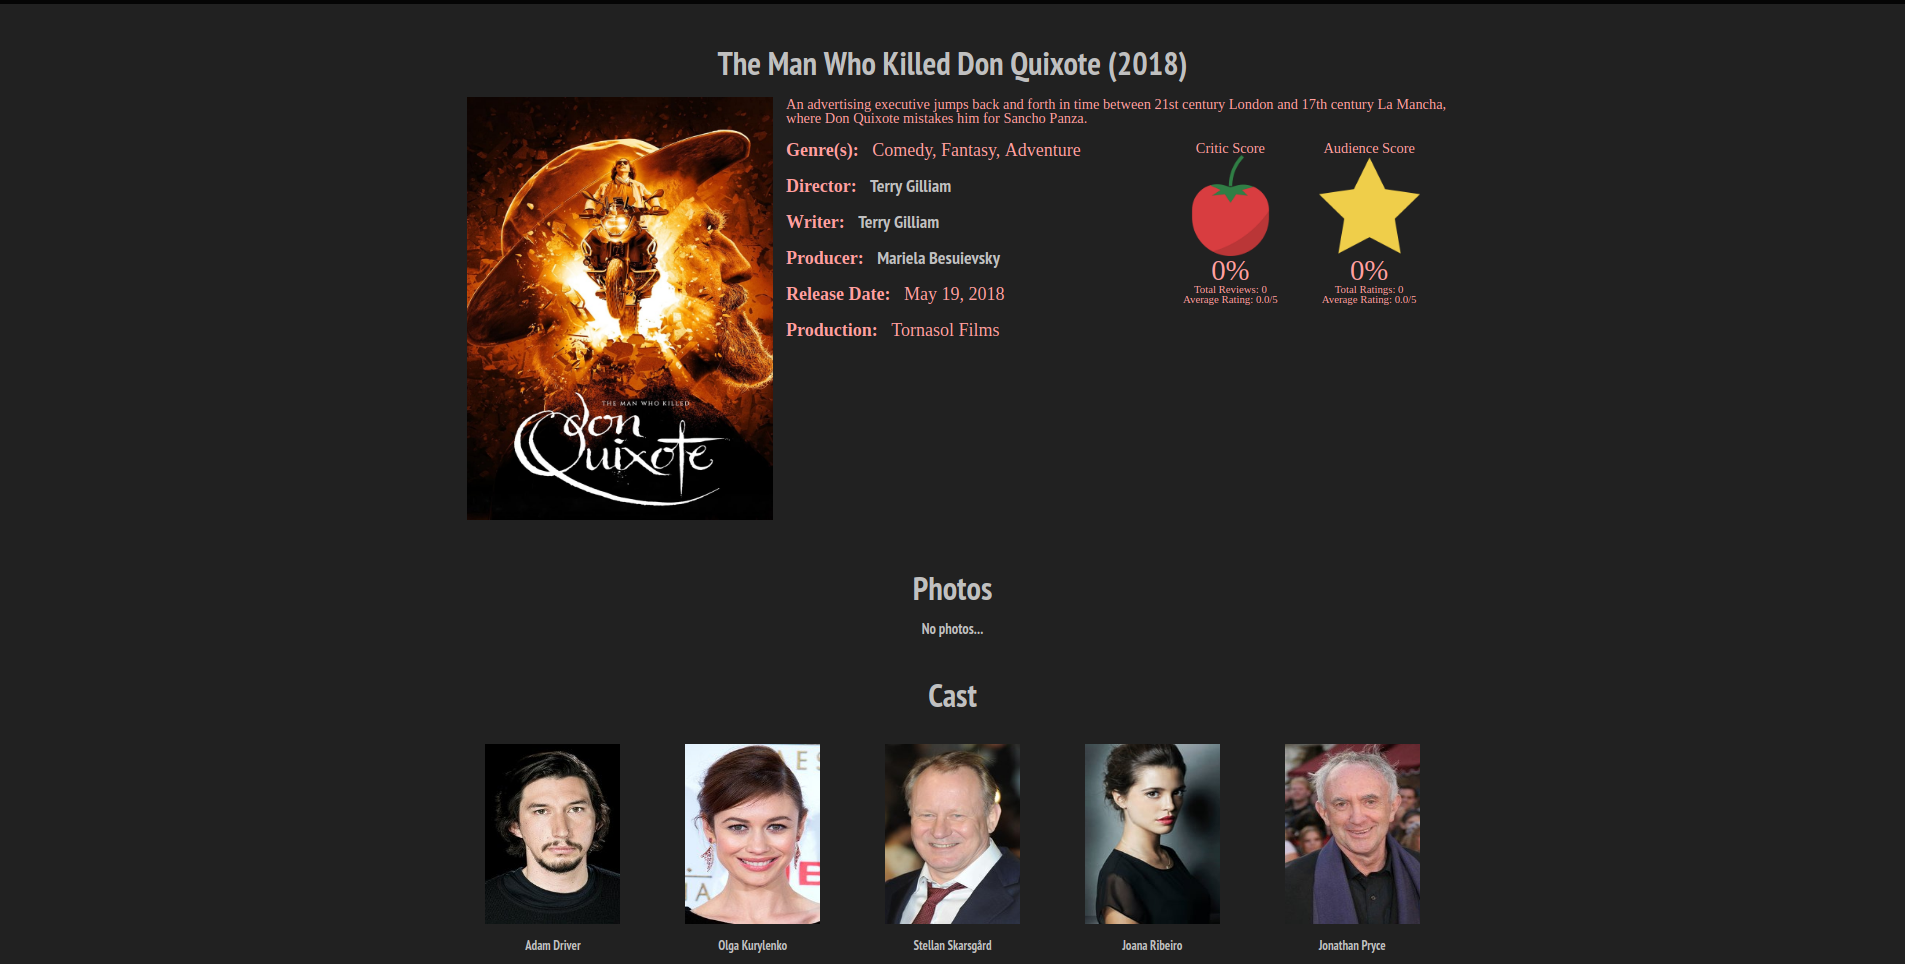 The Man Who Killed Don Quixote (2018)
An advertising executive jumps back and forth in time between 21st century London and 17th century La Mancha,
where Don Quixote mistakes him for Sancho Panza.
Genre(s): Comedy, Fantasy, Adventure
Director: Terry Gilliam
Writer: Terry Gilliam
Producer: Mariela Besuievsky
Release Date: May 19, 2018
Production: Tornasol Films
Critic Score
0%
Total Reviews: 0
Average Rating: 0.0/5
Audience Score
0%
Total Ratings: 0
Average Rating: 0.0/5
THE MAN WHO KILLED
don
Quixote
Photos
No photos...
Cast
Adam Driver
Olga Kurylenko
Stellan Skarsgård
Joana Ribeiro
Jonathan Pryce